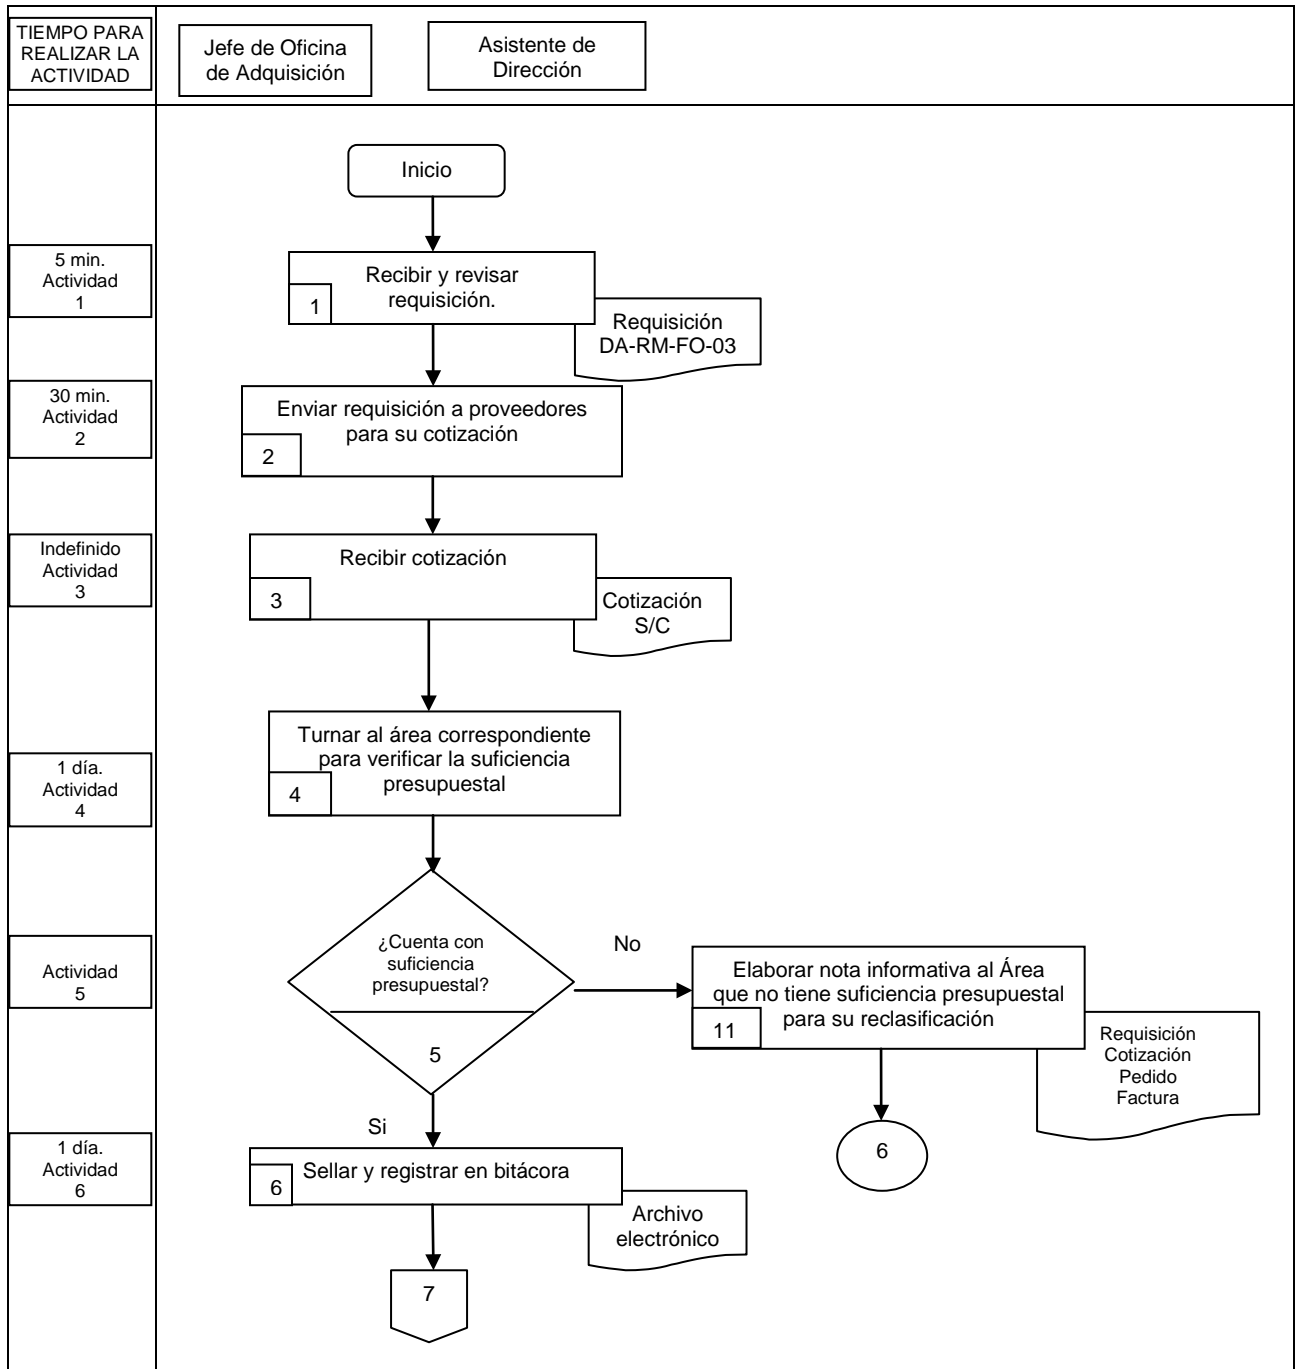 TIEMPO PARA
REALIZAR LA
ACTIVIDAD
Jefe de Oficina
de Adquisición
Asistente de
Dirección
Inicio
5 min.
Actividad
1
Recibir y revisar
requisición.
1
Requisición
DA-RM-FO-03
30 min.
Actividad
2
Enviar requisición a proveedores
para su cotización
2
Indefinido
Actividad
3
Recibir cotización
3
Cotización
S/C
1 día.
Actividad
4
Turnar al área correspondiente
para verificar la suficiencia
presupuestal
4
Actividad
5
¿Cuenta con
suficiencia
presupuestal?
5
No
Elaborar nota informativa al Área
que no tiene suficiencia presupuestal
para su reclasificación
11
Requisición
Cotización
Pedido
Factura
6
Si
1 día.
Actividad
6
Sellar y registrar en bitácora
6
Archivo
electrónico
7